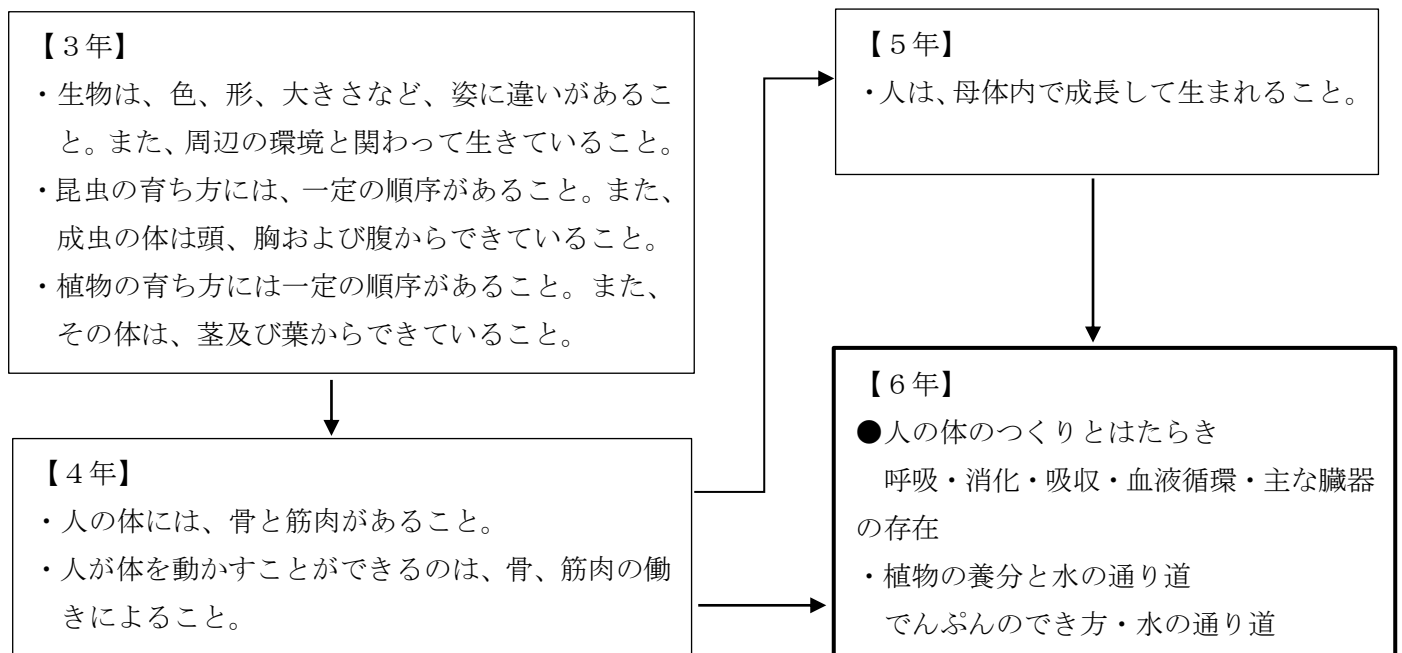 【３年】
・生物は、色、形、大きさなど、姿に違いがあるこ
と。また、周辺の環境と関わって生きていること。
・昆虫の育ち方には、一定の順序があること。また、
成虫の体は頭、胸および腹からできていること。
・植物の育ち方には一定の順序があること。また、
その体は、茎及び葉からできていること。
【４年】
・人の体には、骨と筋肉があること。
・人が体を動かすことができるのは、骨、筋肉の働
きによること。
【５年】
・人は、母体内で成長して生まれること。
【６年】
●人の体のつくりとはたらき
呼吸・消化・吸収・血液循環・主な臓器
の存在
・植物の養分と水の通り道
でんぷんのでき方・水の通り道